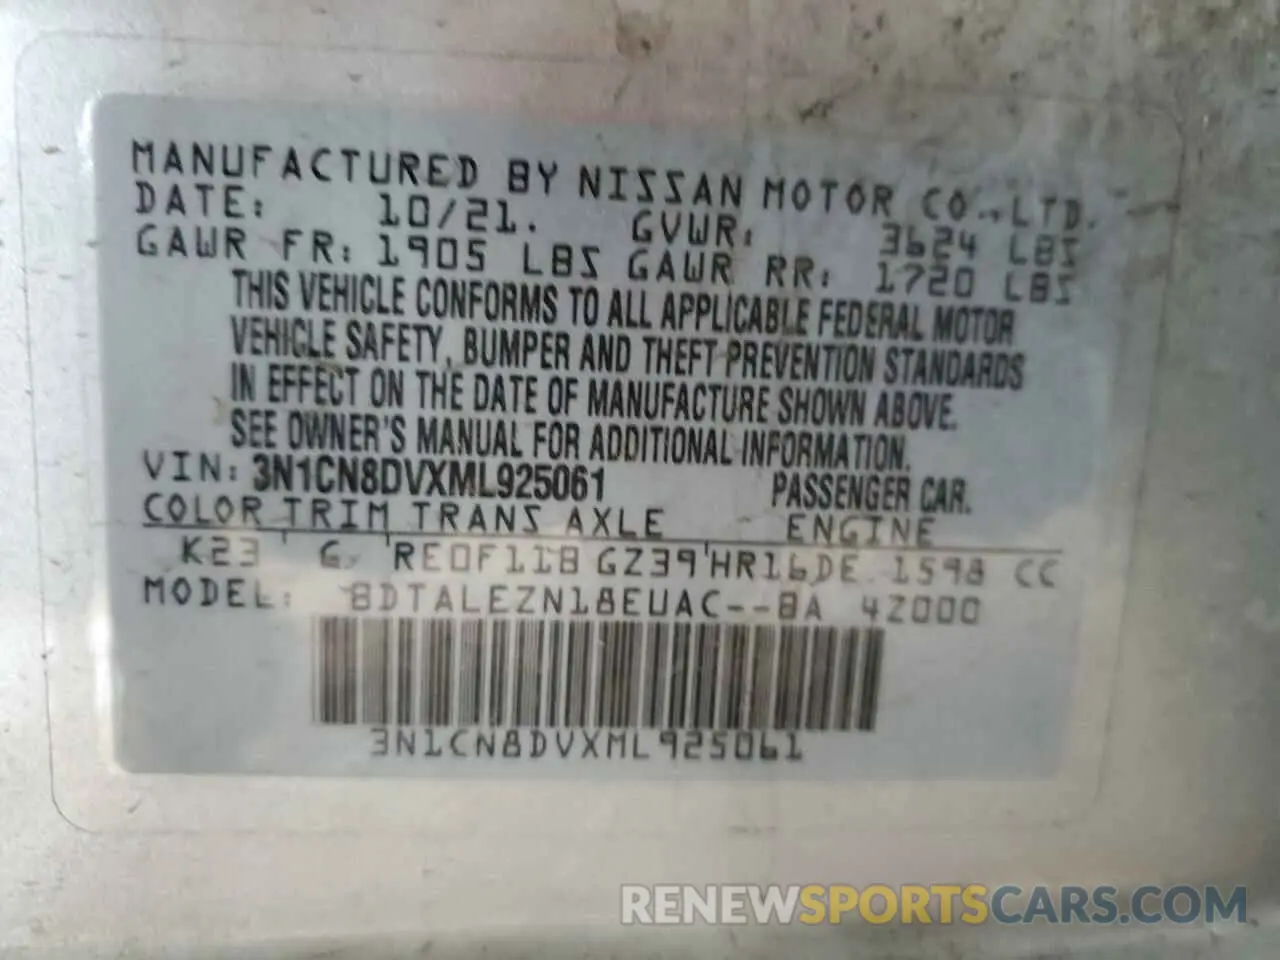 MANUFACTURED BY NISSAN MOTOR CO., LTD.
DATE: 10/21. GVWR: 3624 LBS
GAWR FR: 1905 LBS GAWR RR: 1720 LBS
THIS VEHICLE CONFORMS TO ALL APPLICABLE FEDERAL MOTOR
VEHICLE SAFETY, BUMPER AND THEFT PREVENTION STANDARDS
IN EFFECT ON THE DATE OF MANUFACTURE SHOWN ABOVE.
SEE OWNER'S MANUAL FOR ADDITIONAL INFORMATION.
VIN: 3N1CN8DVXML925061 PASSENGER CAR.
COLOR TRIM TRANS AXLE ENGINE
K23 G RE0F11B GZ39 HR16DE 1598 CC
MODEL: BDTALEZN18EUAC--BA 4Z000
3N1CN8DVXML925061
RENEWSPORTSCARS.COM